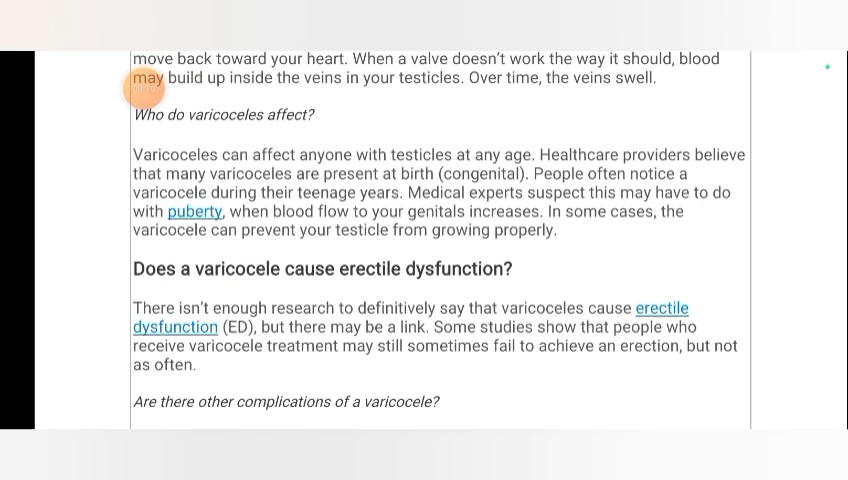 move back toward your heart. When a valve doesn't work the way it should, blood
may build up inside the veins in your testicles. Over time, the veins swell.
Who do varicoceles affect?
Varicoceles can affect anyone with testicles at any age. Healthcare providers believe
that many varicoceles are present at birth (congenital). People often notice a
varicocele during their teenage years. Medical experts suspect this may have to do
with puberty, when blood flow to your genitals increases. In some cases, the
varicocele can prevent your testicle from growing properly.
Does a varicocele cause erectile dysfunction?
There isn't enough research to definitively say that varicoceles cause erectile
dysfunction (ED), but there may be a link. Some studies show that people who
receive varicocele treatment may still sometimes fail to achieve an erection, but not
as often.
Are there other complications of a varicocele?